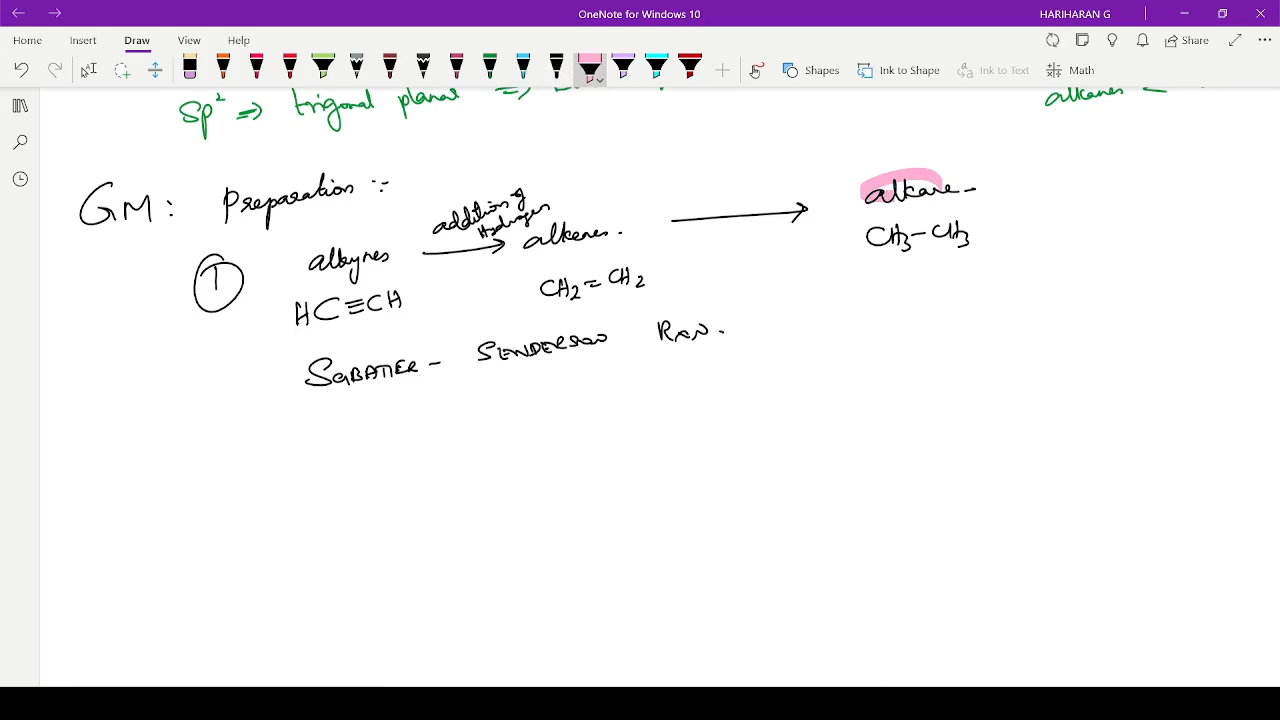 OneNote for Windows 10
HARIHARAN G
Home Insert Draw View Help
Share
Shapes Ink to Shape Ink to Text Math
Sp² => trigonal planar =>
alkanes
GM: Preparation :-
① alkynes addition of Hydrogen alkenes. alkane -
HC≡CH CH2=CH2 CH3-CH3
SABATIER - SENDERSON RXN.